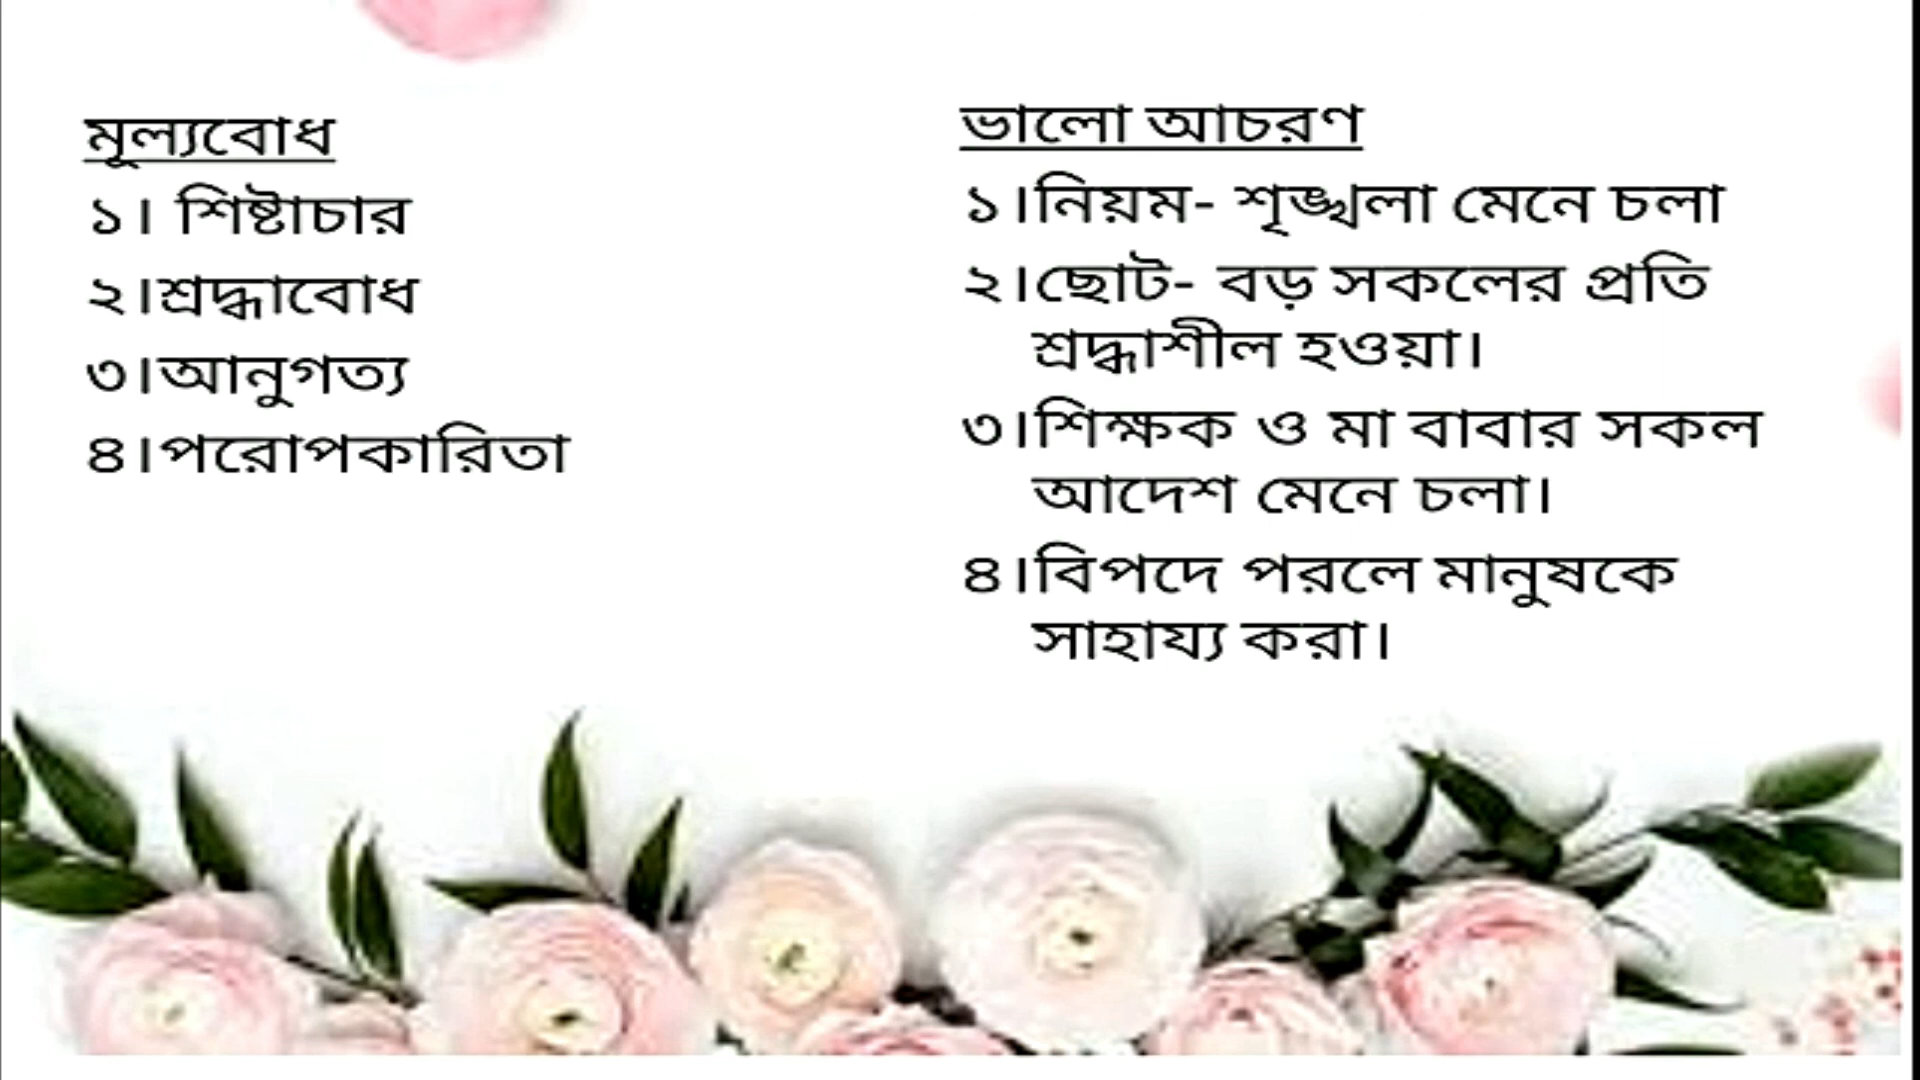 মূল্যবোধ
১। শিষ্টাচার
২।শ্রদ্ধাবোধ
৩।আনুগত্য
৪।পরোপকারিতা
ভালো আচরণ
১।নিয়ম- শৃঙ্খলা মেনে চলা
২।ছোট- বড় সকলের প্রতি
শ্রদ্ধাশীল হওয়া।
৩।শিক্ষক ও মা বাবার সকল
আদেশ মেনে চলা।
৪।বিপদে পরলে মানুষকে
সাহায্য করা।